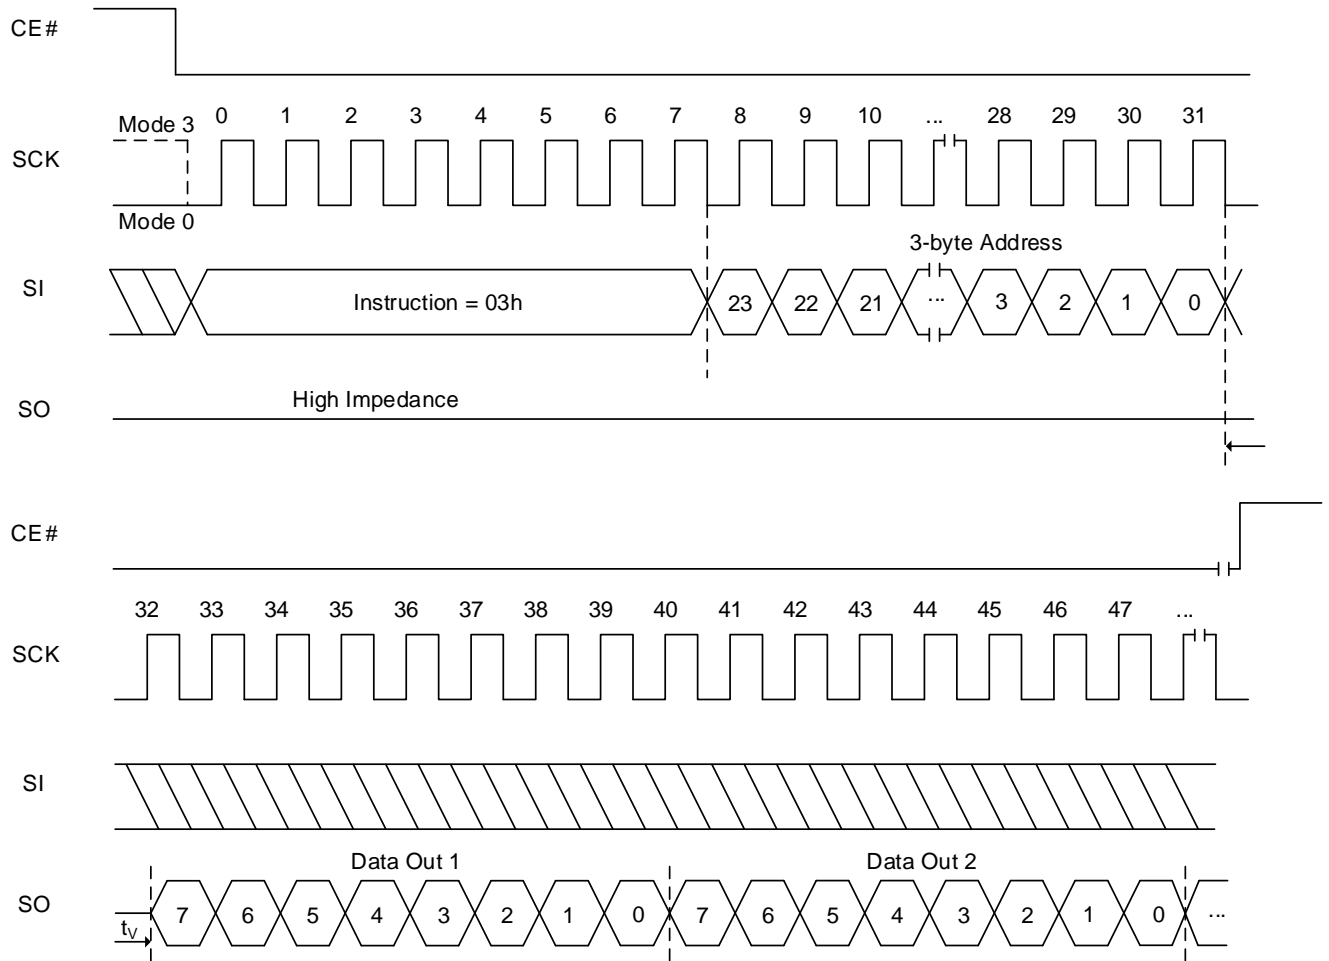 CE#
0 1 2 3 4 5 6 7 8 9 10 ... 28 29 30 31
Mode 3
SCK
Mode 0
3-byte Address
SI
Instruction = 03h 23 22 21 ... 3 2 1 0
High Impedance
SO
CE#
32 33 34 35 36 37 38 39 40 41 42 43 44 45 46 47 ...
SCK
SI
Data Out 1 Data Out 2
SO
7 6 5 4 3 2 1 0 7 6 5 4 3 2 1 0 ...
tV